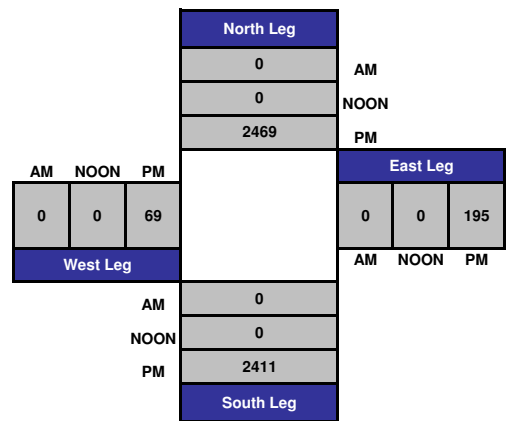 North Leg
0 AM
0 NOON
2469 PM
AM NOON PM
East Leg
0 0 69
0 0 195
West Leg
AM NOON PM
AM 0
NOON 0
PM 2411
South Leg